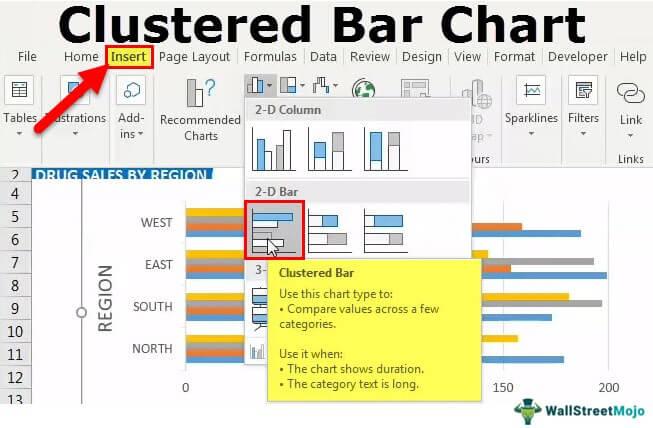 Clustered Bar Chart
File Home Insert Page Layout Formulas Data Review Design View Format Developer Help
Tables
Illustrations
Add-
ins
Recommended
Charts
Sparklines
Filters
Link
Links
2-D Column
2 DRUG SALES BY REGION
4
2-D Bar
5 WEST
6
7 EAST
8
9 SOUTH
10
11 NORTH
12
13
REGION
Clustered Bar
Use this chart type to:
• Compare values across a few
categories.
Use it when:
• The chart shows duration.
• The category text is long.
0 150 200
WallStreetMojo